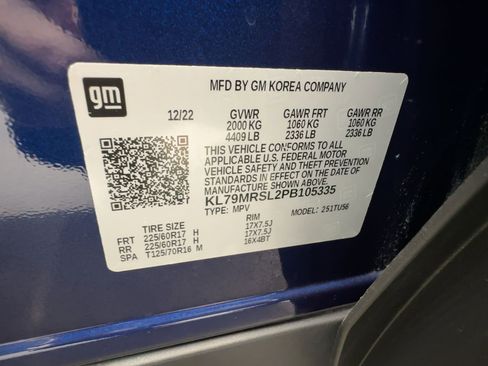 gm
MFD BY GM KOREA COMPANY
12/22 GVWR GAWR FRT GAWR RR
2000 KG 1060 KG 1060 KG
4409 LB 2336 LB 2336 LB
THIS VEHICLE CONFORMS TO ALL
APPLICABLE U.S. FEDERAL MOTOR
VEHICLE SAFETY AND THEFT PREVENTION
STANDARDS IN EFFECT ON THE DATE OF
MANUFACTURE SHOWN ABOVE.
KL79MRSL2PB105335
TYPE: MPV MODEL: 251TU56
TIRE SIZE RIM
FRT 225/60R17 H 17X7.5J
RR 225/60R17 H 17X7.5J
SPA T125/70R16 M 16X4BT